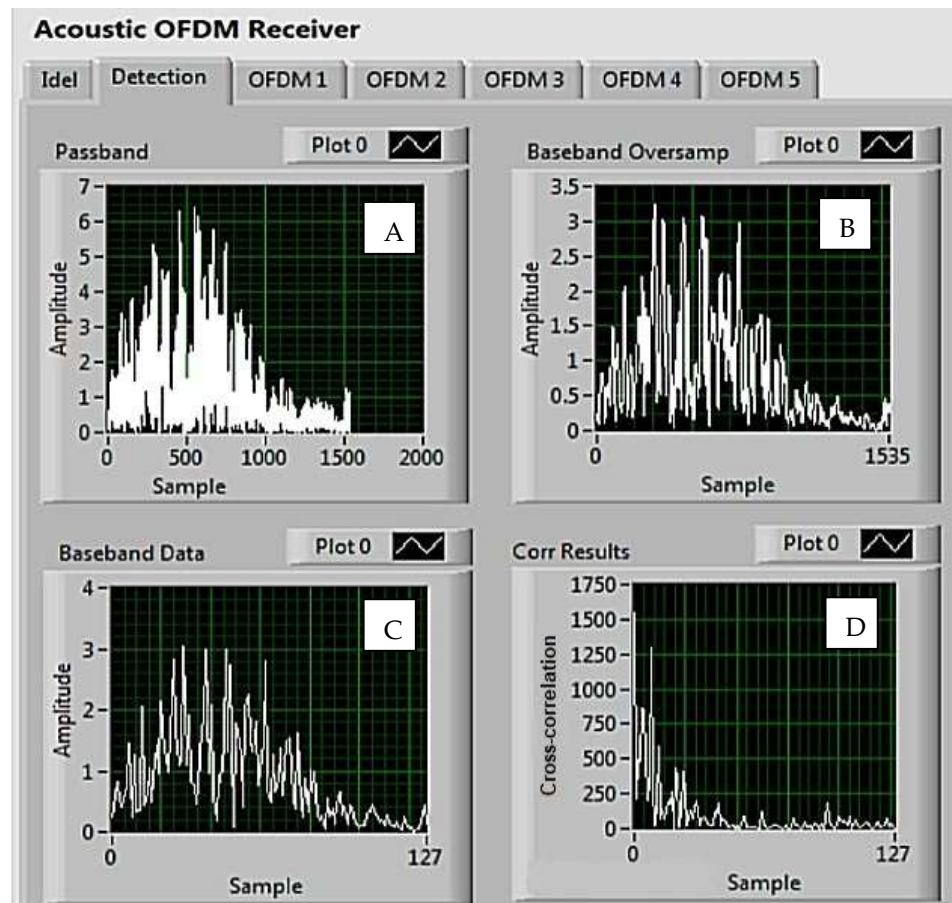 Acoustic OFDM Receiver
Idel Detection OFDM 1 OFDM 2 OFDM 3 OFDM 4 OFDM 5
Passband Plot 0
Amplitude
7
6
5
4
3
2
1
0
0 500 1000 1500 2000
Sample
A
Baseband Oversamp Plot 0
Amplitude
3.5
3
2.5
2
1.5
1
0.5
0
0 1535
Sample
B
Baseband Data Plot 0
Amplitude
4
3
2
1
0
0 127
Sample
C
Corr Results Plot 0
Cross-correlation
1750
1500
1250
1000
750
500
250
0
0 127
Sample
D